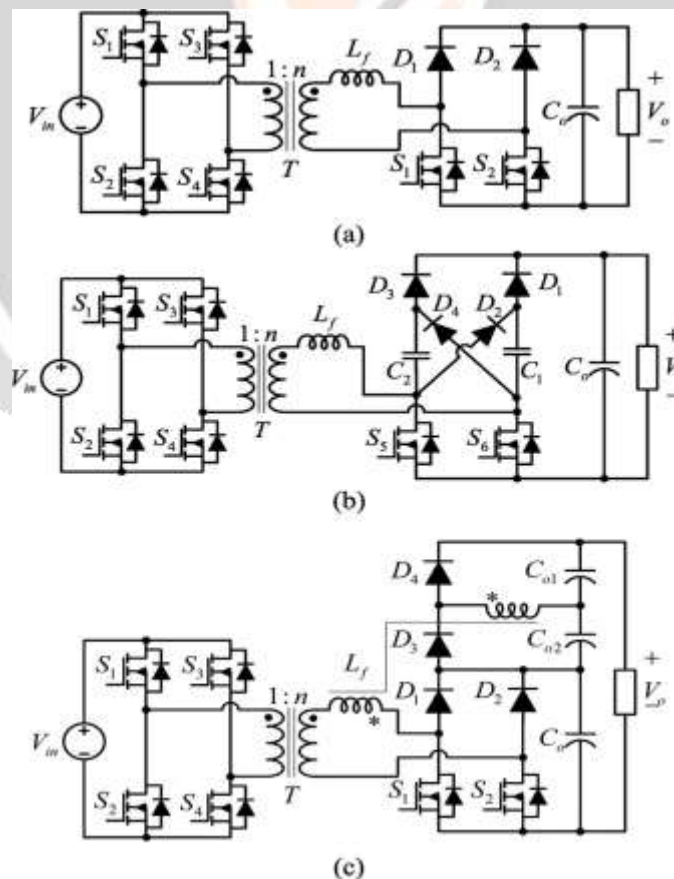 S1 S3 Lf D1 D2
1:n
Vin Co + Vo −
S2 S4 T S1 S2
(a)
S1 S3 Lf D3 D4 D2 D1
1:n
Vin C2 C1 Co + V −
S2 S4 T S5 S6
(b)
D4 Co1
*
S1 S3 Lf D3 Co2
1:n * D1 D2 +
Vin Co Vo −
S2 S4 T S1 S2
(c)